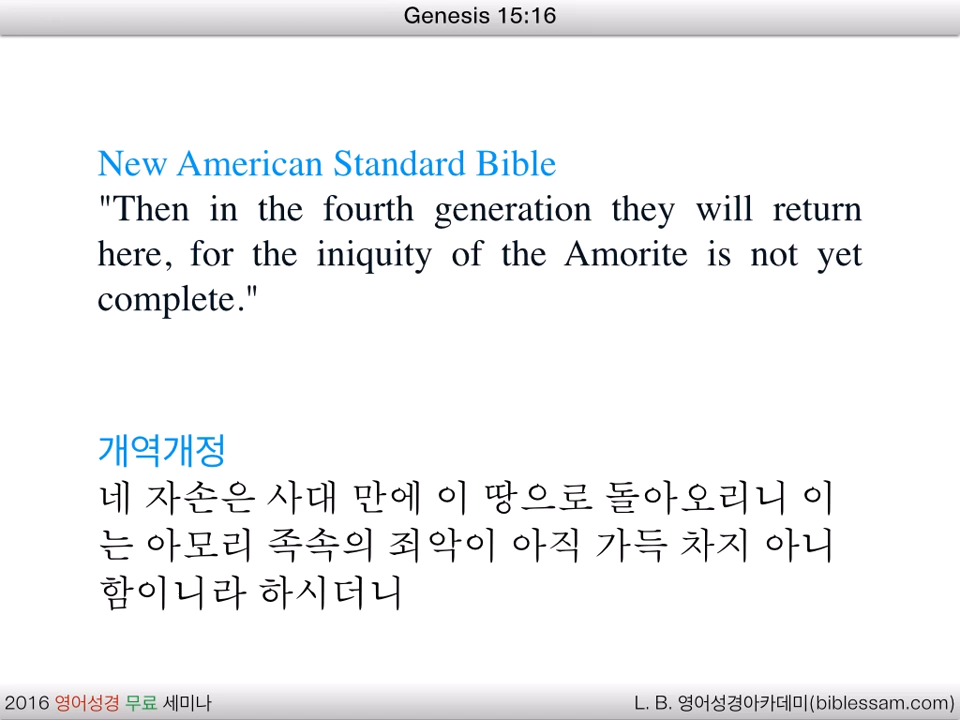 Genesis 15:16
New American Standard Bible
"Then in the fourth generation they will return
here, for the iniquity of the Amorite is not yet
complete."
개역개정
네 자손은 사대 만에 이 땅으로 돌아오리니 이
는 아모리 족속의 죄악이 아직 가득 차지 아니
함이니라 하시더니
2016 영어성경 무료 세미나
L. B. 영어성경아카데미(biblessam.com)